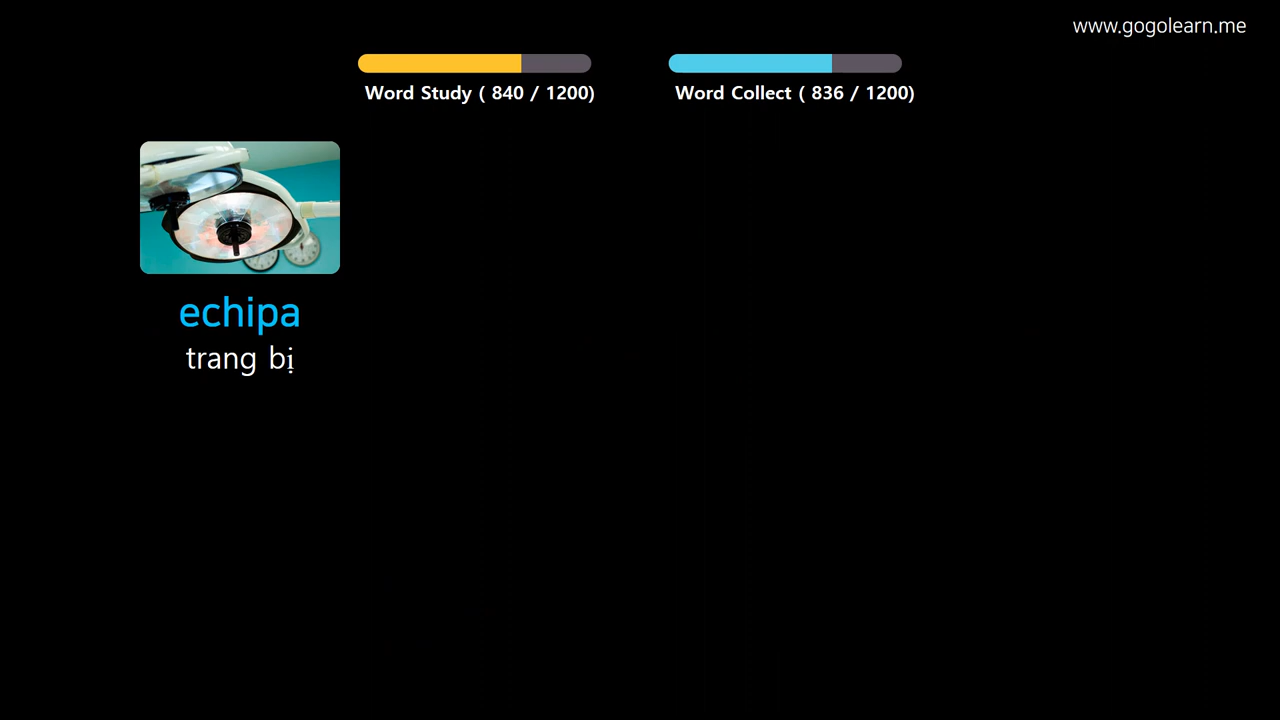 www.gogolearn.me
Word Study ( 840 / 1200)
Word Collect ( 836 / 1200)
echipa
trang bị